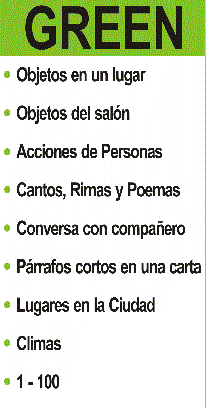 GREEN
• Objetos en un lugar
• Objetos del salón
• Acciones de Personas
• Cantos, Rimas y Poemas
• Conversa con compañero
• Párrafos cortos en una carta
• Lugares en la Ciudad
• Climas
• 1 - 100